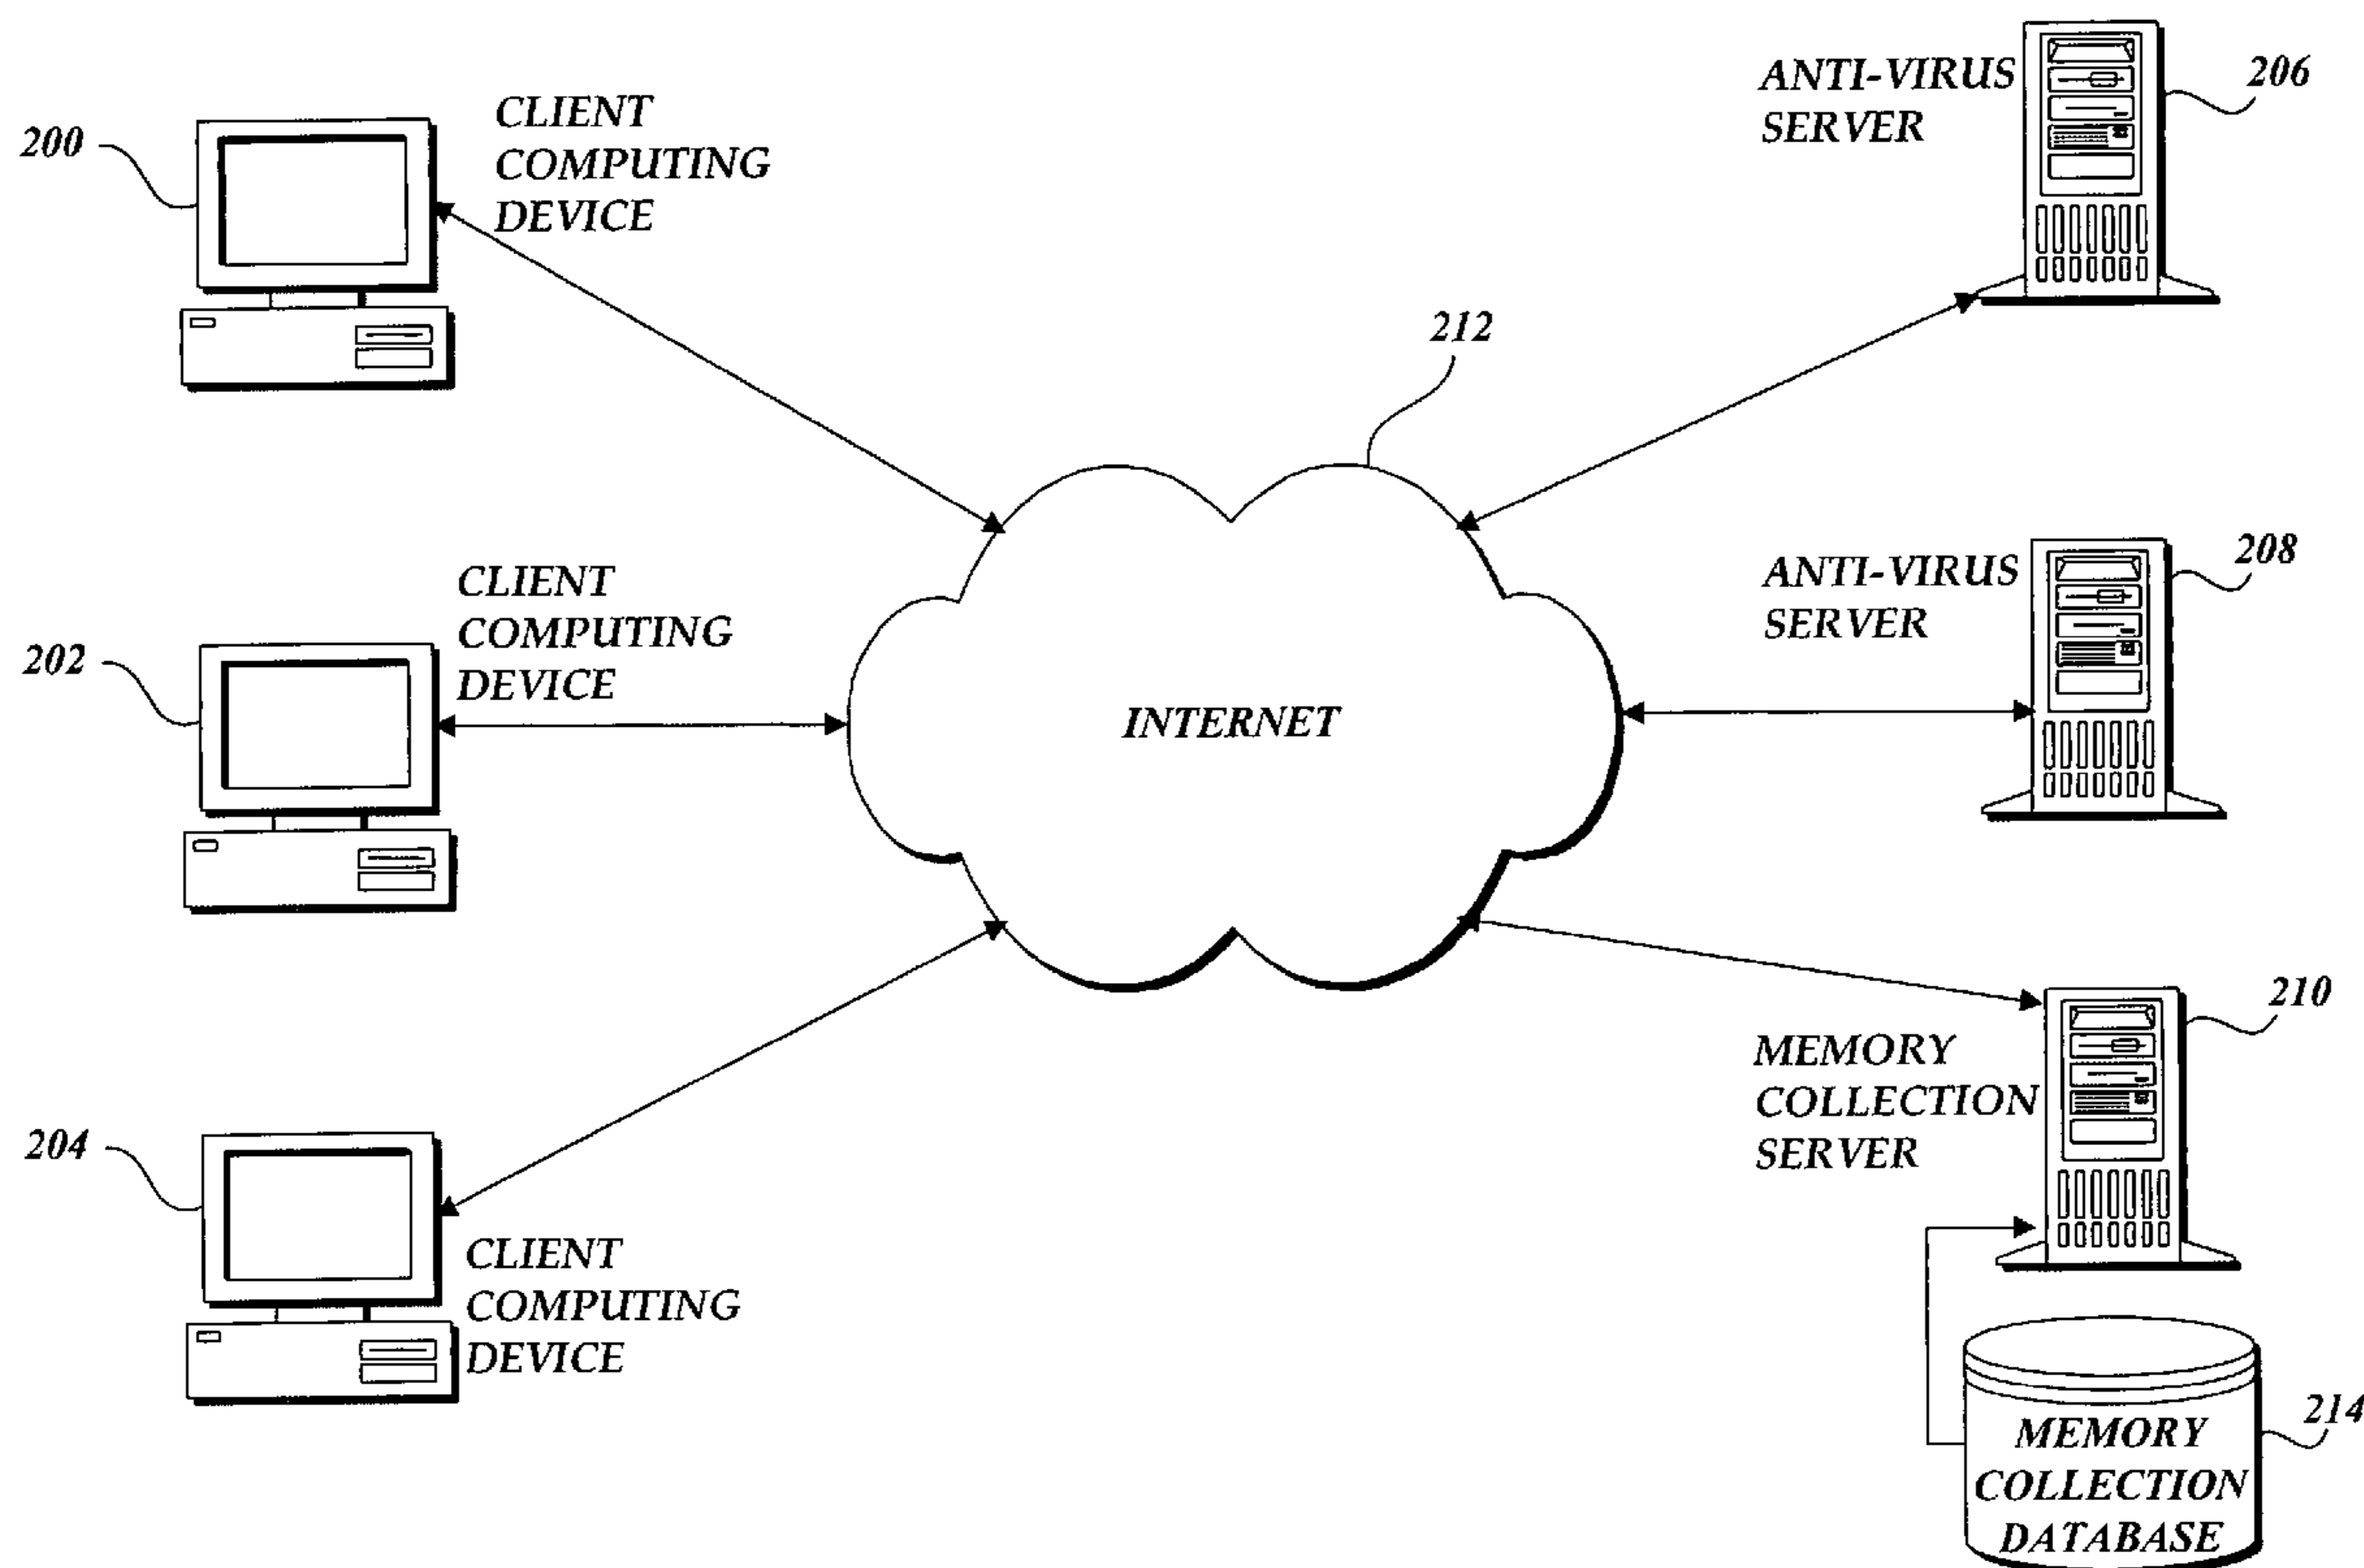 200
CLIENT
COMPUTING
DEVICE
ANTI-VIRUS
SERVER
206
212
202
CLIENT
COMPUTING
DEVICE
INTERNET
ANTI-VIRUS
SERVER
208
204
CLIENT
COMPUTING
DEVICE
MEMORY
COLLECTION
SERVER
210
MEMORY
COLLECTION
DATABASE
214